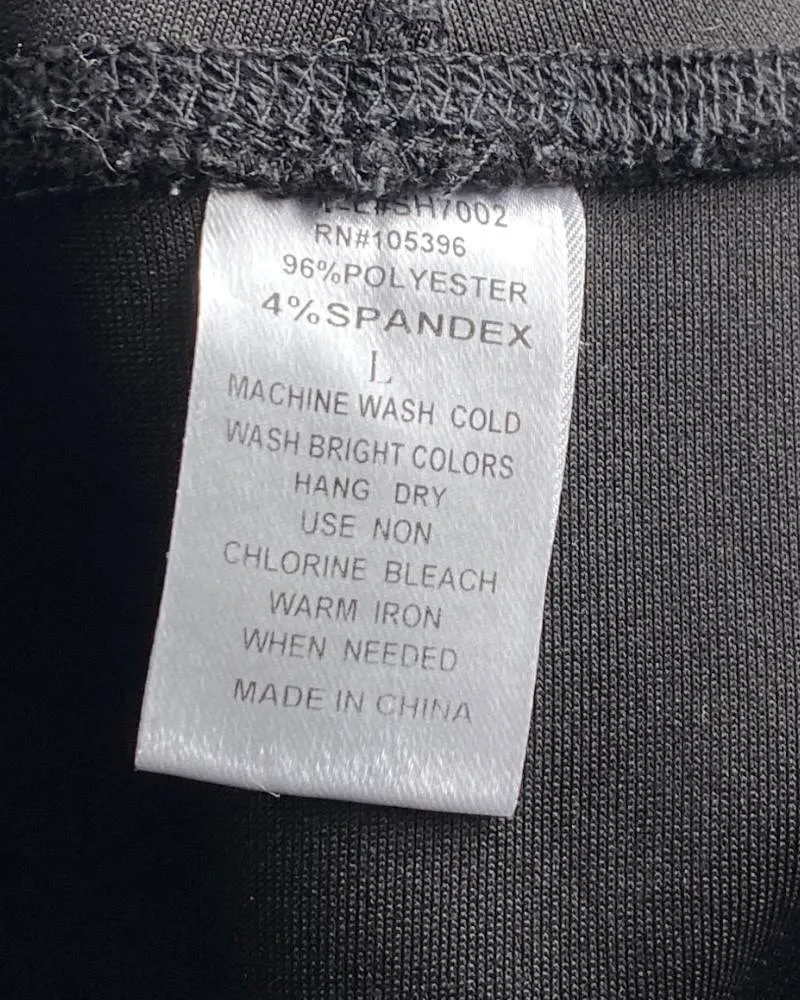 #SH7002
RN#105396
96%POLYESTER
4%SPANDEX
L
MACHINE WASH COLD
WASH BRIGHT COLORS
HANG DRY
USE NON
CHLORINE BLEACH
WARM IRON
WHEN NEEDED
MADE IN CHINA